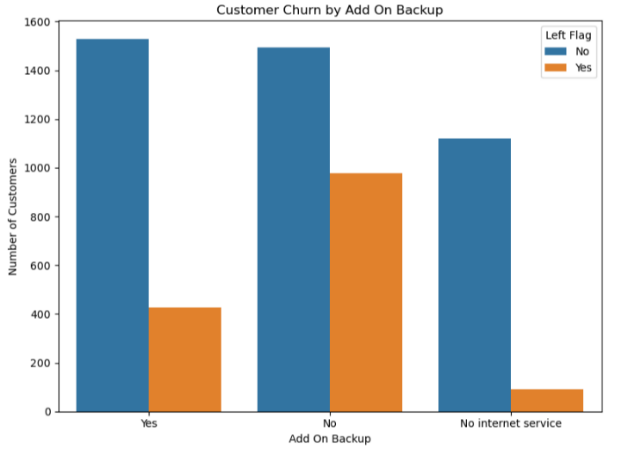 Customer Churn by Add On Backup
1600
1400
1200
1000
800
600
400
200
0
Number of Customers
Left Flag
No
Yes
Yes
No
No internet service
Add On Backup